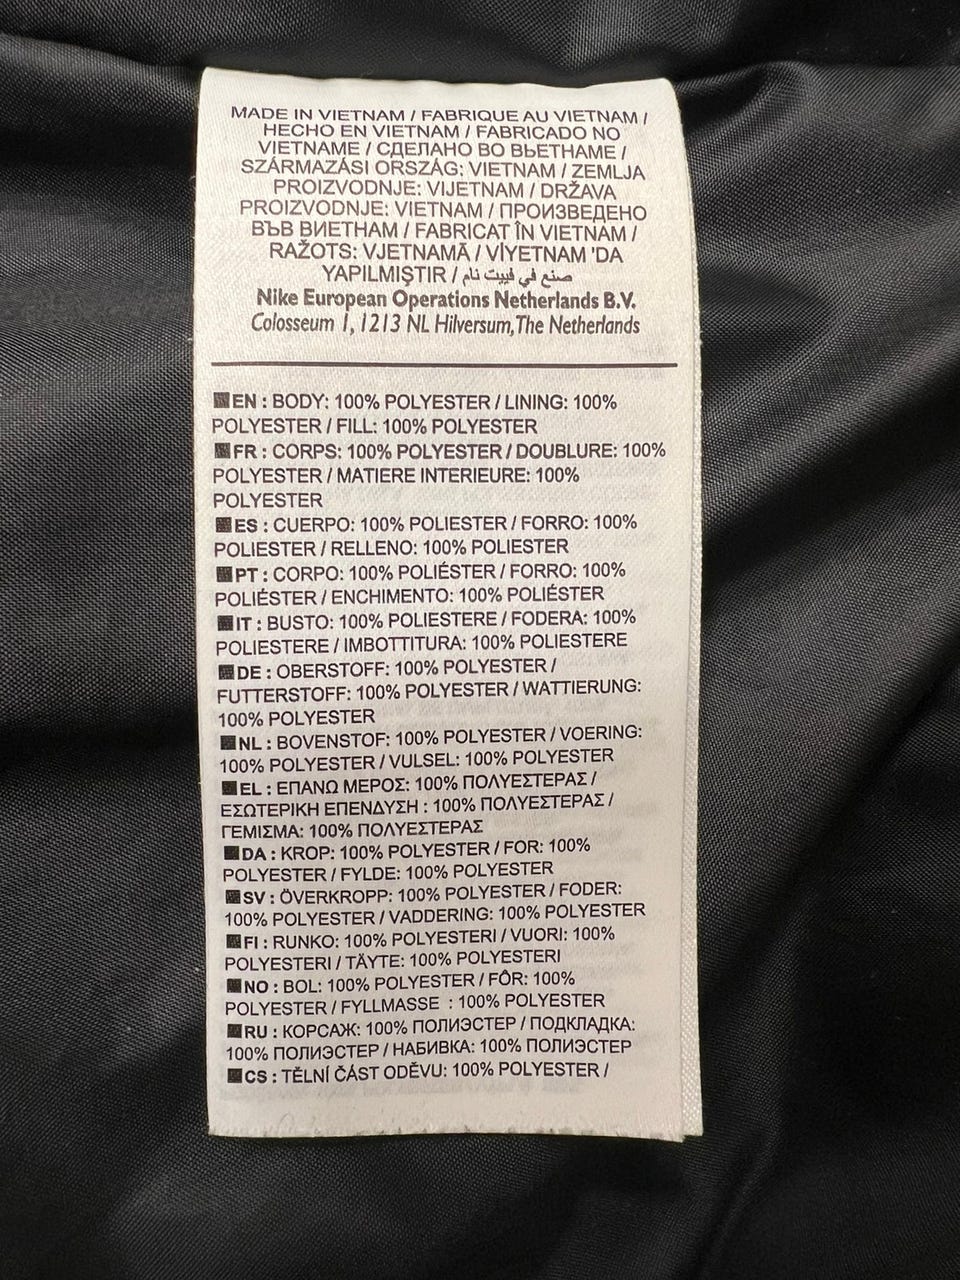 MADE IN VIETNAM / FABRIQUE AU VIETNAM /
HECHO EN VIETNAM / FABRICADO NO
VIETNAME / СДЕЛАНО ВО ВЬЕТНАМЕ /
SZÁRMAZÁSI ORSZÁG: VIETNAM / ZEMLJA
PROIZVODNJE: VIJETNAM / DRŽAVA
PROIZVODNJE: VIETNAM / ПРОИЗВЕДЕНО
ВЪВ ВИЕТНАМ / FABRICAT ÎN VIETNAM /
RAŽOTS: VJETNAMĀ / VİYETNAM 'DA
YAPILMIŞTIR / صنع في فييت نام
Nike European Operations Netherlands B.V.
Colosseum 1, 1213 NL Hilversum, The Netherlands
EN : BODY: 100% POLYESTER / LINING: 100%
POLYESTER / FILL: 100% POLYESTER
FR : CORPS: 100% POLYESTER / DOUBLURE: 100%
POLYESTER / MATIERE INTERIEURE: 100%
POLYESTER
ES : CUERPO: 100% POLIESTER / FORRO: 100%
POLIESTER / RELLENO: 100% POLIESTER
PT : CORPO: 100% POLIÉSTER / FORRO: 100%
POLIÉSTER / ENCHIMENTO: 100% POLIÉSTER
IT : BUSTO: 100% POLIESTERE / FODERA: 100%
POLIESTERE / IMBOTTITURA: 100% POLIESTERE
DE : OBERSTOFF: 100% POLYESTER /
FUTTERSTOFF: 100% POLYESTER / WATTIERUNG:
100% POLYESTER
NL : BOVENSTOF: 100% POLYESTER / VOERING:
100% POLYESTER / VULSEL: 100% POLYESTER
EL : ΕΠΑΝΩ ΜΕΡΟΣ: 100% ΠΟΛΥΕΣΤΕΡΑΣ /
ΕΣΩΤΕΡΙΚΗ ΕΠΕΝΔΥΣΗ : 100% ΠΟΛΥΕΣΤΕΡΑΣ /
ΓΕΜΙΣΜΑ: 100% ΠΟΛΥΕΣΤΕΡΑΣ
DA : KROP: 100% POLYESTER / FOR: 100%
POLYESTER / FYLDE: 100% POLYESTER
SV : ÖVERKROPP: 100% POLYESTER / FODER:
100% POLYESTER / VADDERING: 100% POLYESTER
FI : RUNKO: 100% POLYESTERI / VUORI: 100%
POLYESTERI / TÄYTE: 100% POLYESTERI
NO : BOL: 100% POLYESTER / FÔR: 100%
POLYESTER / FYLLMASSE : 100% POLYESTER
RU : КОРСАЖ: 100% ПОЛИЭСТЕР / ПОДКЛАДКА:
100% ПОЛИЭСТЕР / НАБИВКА: 100% ПОЛИЭСТЕР
CS : TĚLNÍ ČÁST ODĚVU: 100% POLYESTER /